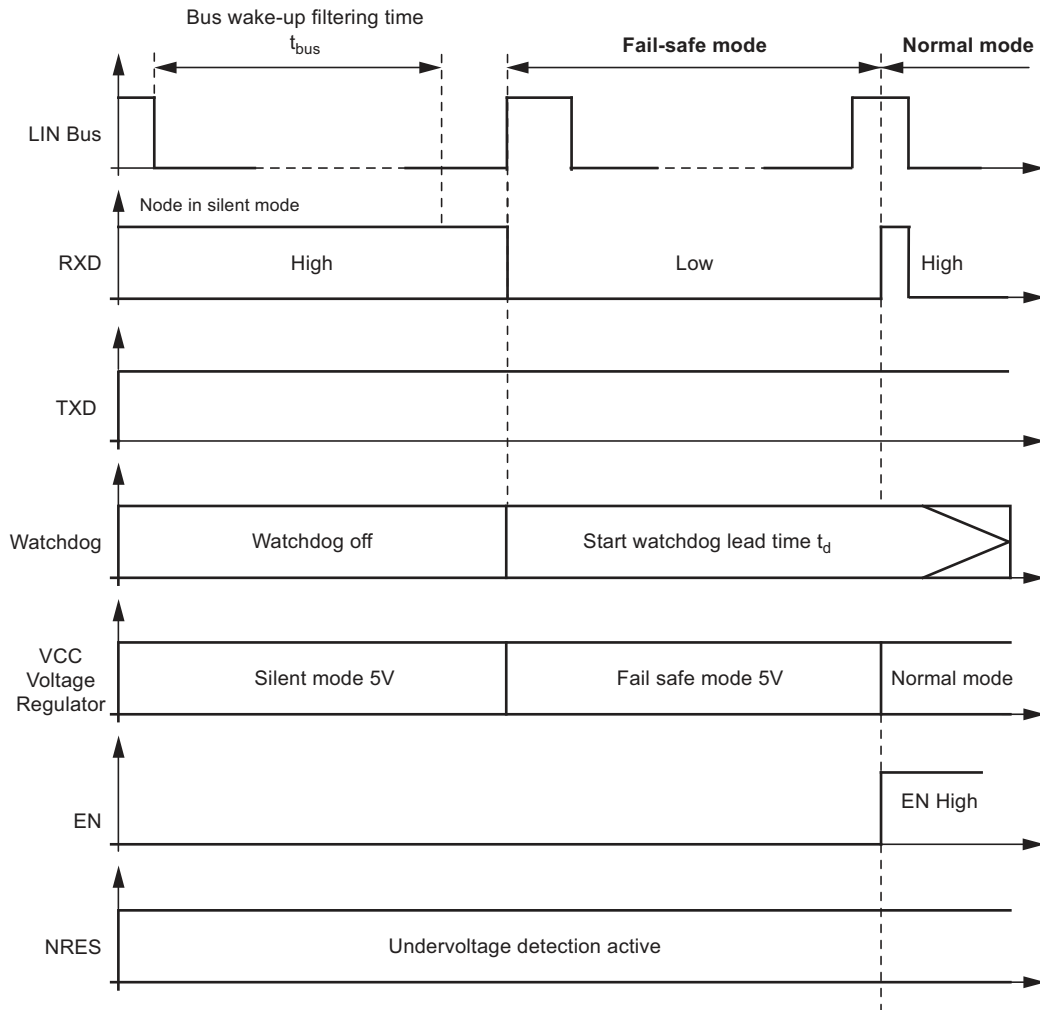 Bus wake-up filtering time
tbus
Fail-safe mode
Normal mode
LIN Bus
Node in silent mode
RXD
High
Low
High
TXD
Watchdog
Watchdog off
Start watchdog lead time td
VCC
Voltage
Regulator
Silent mode 5V
Fail safe mode 5V
Normal mode
EN
EN High
NRES
Undervoltage detection active